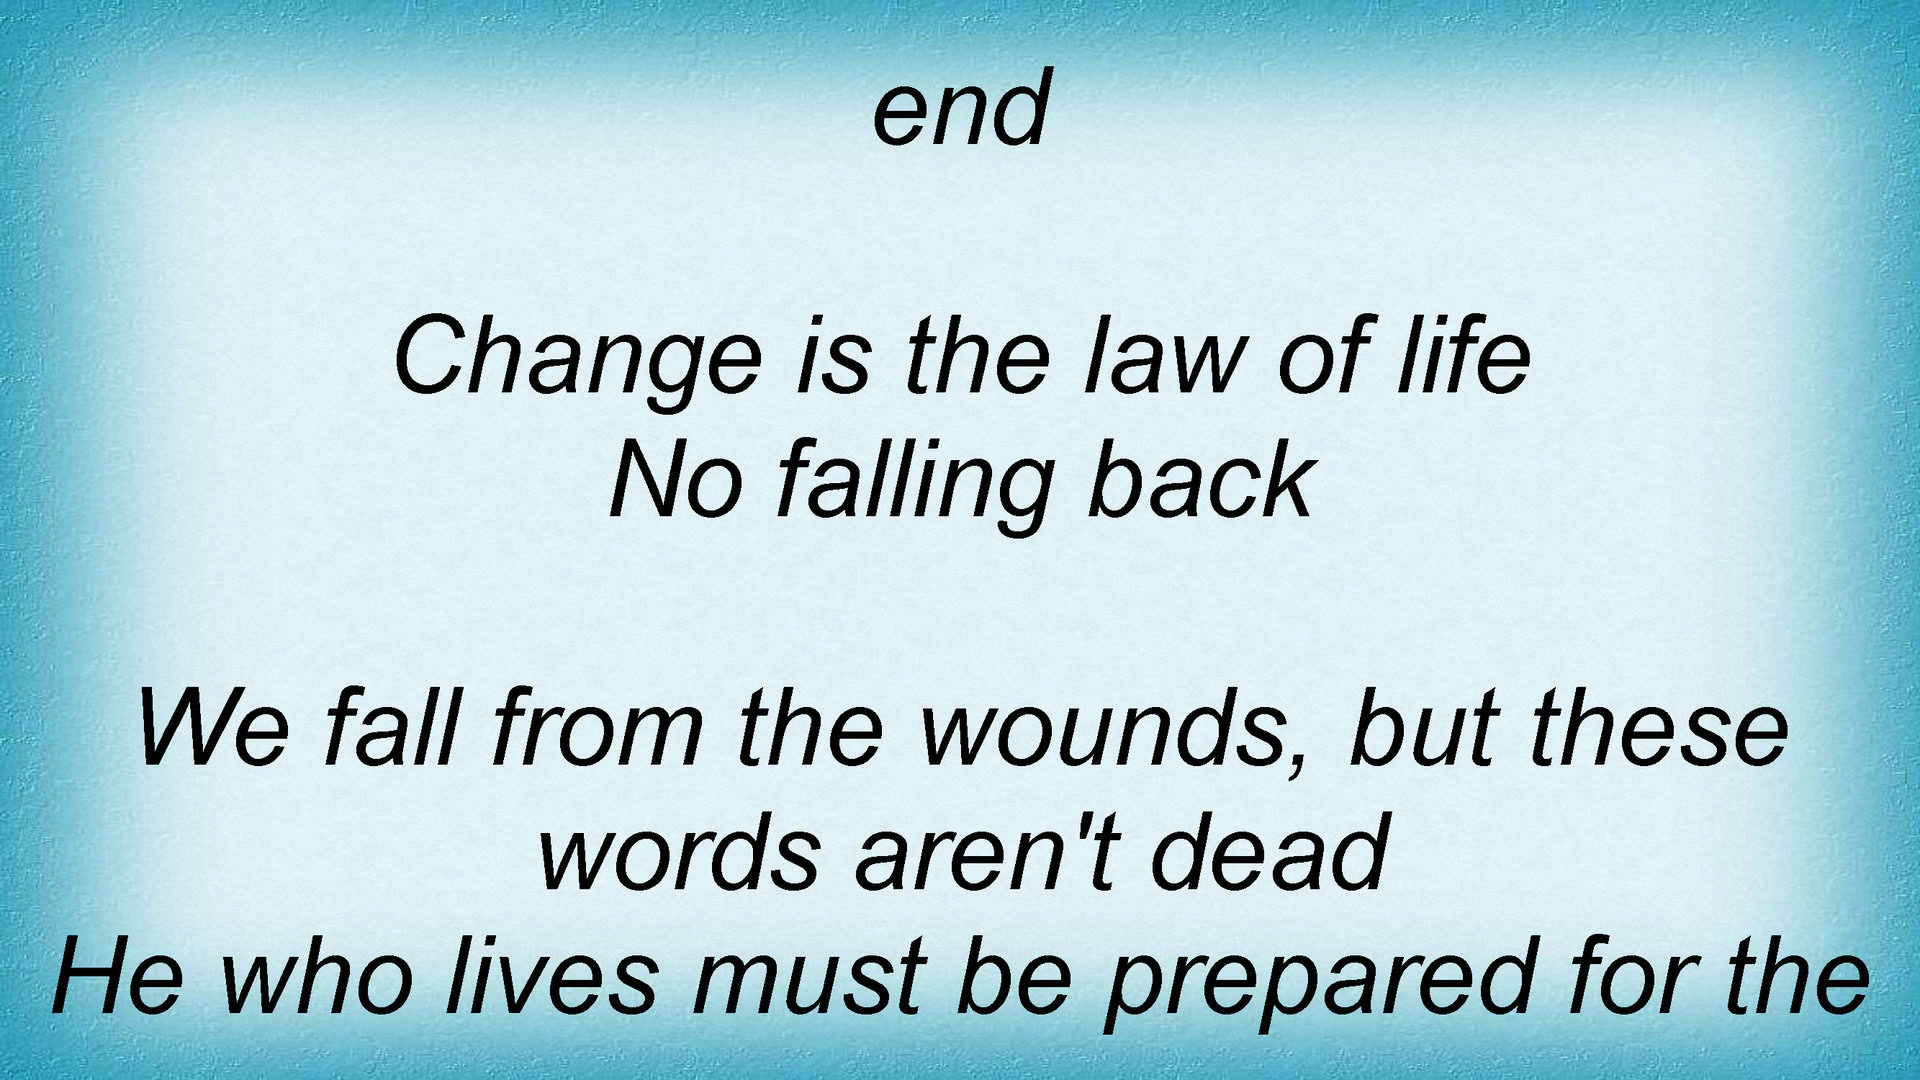 end
Change is the law of life
No falling back
We fall from the wounds, but these
words aren't dead
He who lives must be prepared for the